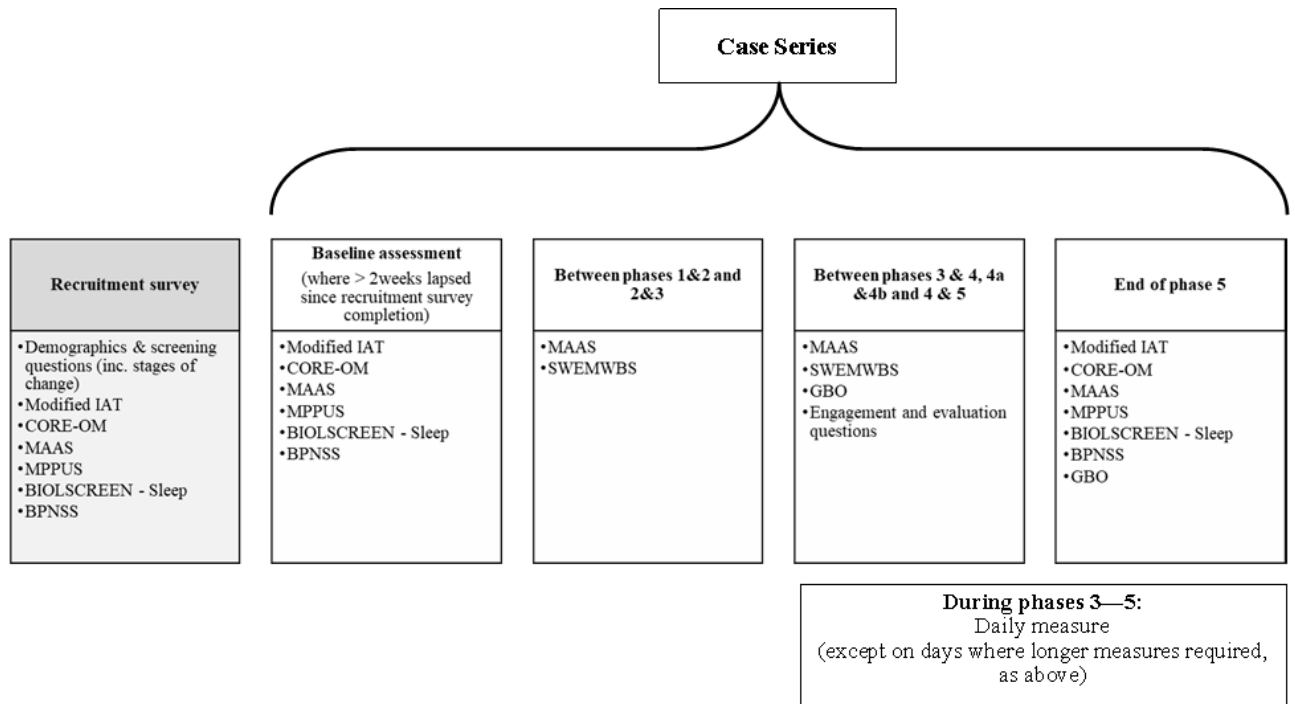 Case Series
Recruitment survey
•Demographics & screening
questions (inc. stages of
change)
•Modified IAT
•CORE-OM
•MAAS
•MPPUS
•BIOLSCREEN - Sleep
•BPNSS
Baseline assessment
(where > 2weeks lapsed
since recruitment survey
completion)
•Modified IAT
•CORE-OM
•MAAS
•MPPUS
•BIOLSCREEN - Sleep
•BPNSS
Between phases 1&2 and
2&3
•MAAS
•SWEMWBS
Between phases 3 & 4, 4a
&4b and 4 & 5
•MAAS
•SWEMWBS
•GBO
•Engagement and evaluation
questions
End of phase 5
•Modified IAT
•CORE-OM
•MAAS
•MPPUS
•BIOLSCREEN - Sleep
•BPNSS
•GBO
During phases 3—5:
Daily measure
(except on days where longer measures required,
as above)